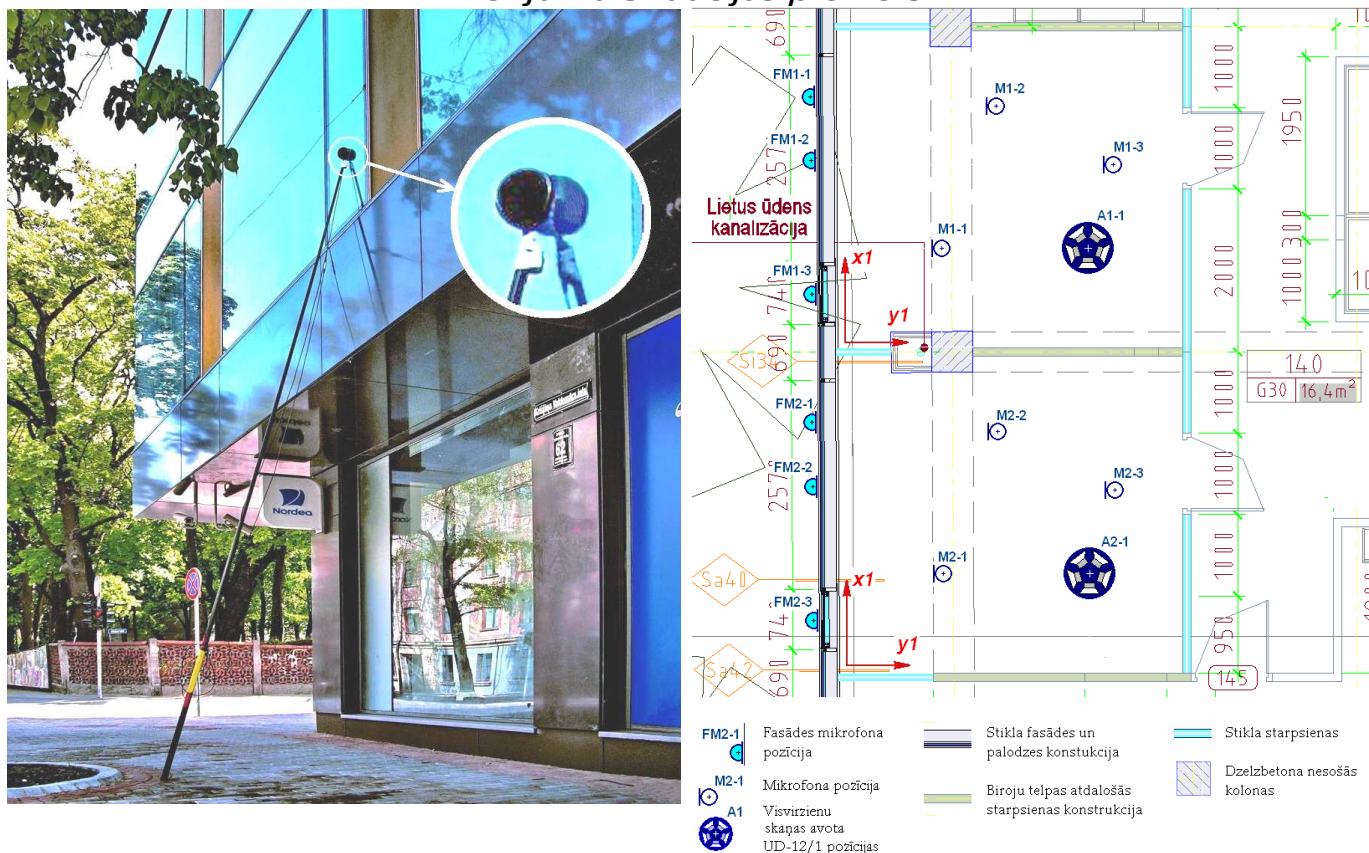 Nordea
62
FM1-1
FM1-2
FM1-3
FM2-1
FM2-2
FM2-3
M1-2
M1-3
M1-1
A1-1
M2-2
M2-3
M2-1
A2-1
Lietus ūdens
kanalizācija
x1
y1
x1
y1
690
257
74
690
257
74
690
Sa40
Sa42
1000
1000
2000
1000
1000
1000
950
1950
300
1000
140
G30 16,4m²
145
FM2-1
Fasādes mikrofona
pozīcija
M2-1
Mikrofona pozīcija
A1
Visvirzienu
skaņas avota
UD-12/1 pozīcijas
Stikla fasādes un
palodzes konstukcija
Biroju telpas atdalošās
starpsienas konstrukcija
Stikla starpsienas
Dzelzbetona nesošās
kolonas